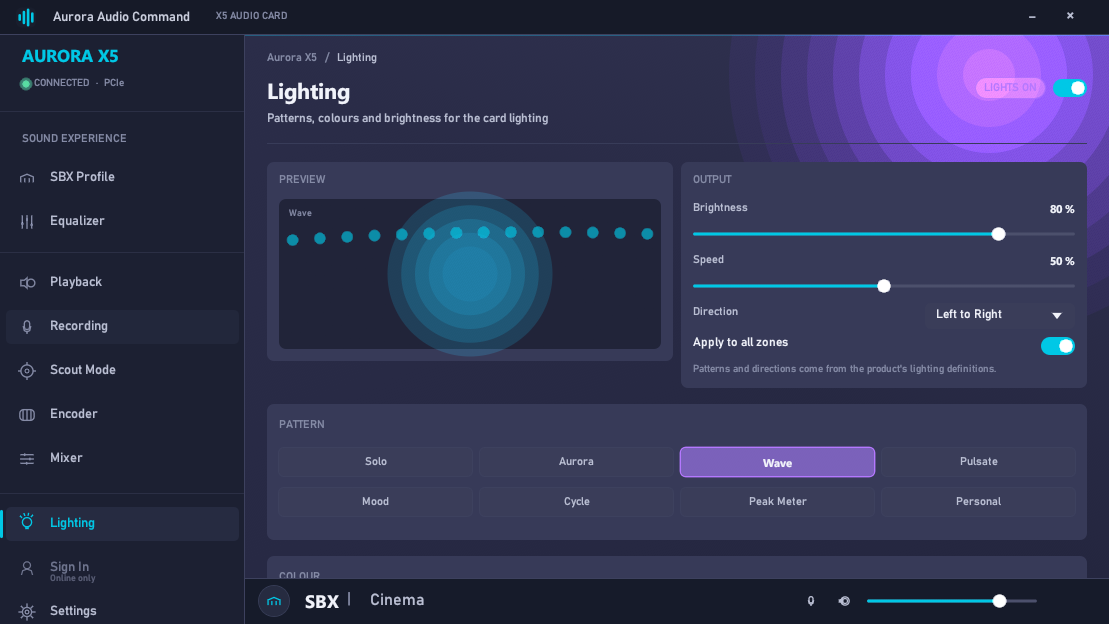 Aurora Audio Command
X5 AUDIO CARD
AURORA X5
CONNECTED - PCIe
SOUND EXPERIENCE
SBX Profile
Equalizer
Playback
Recording
Scout Mode
Encoder
Mixer
Lighting
Sign In
Online only
Settings
Aurora X5 / Lighting
Lighting
Patterns, colours and brightness for the card lighting
LIGHTS ON
PREVIEW
Wave
OUTPUT
Brightness 80 %
Speed 50 %
Direction Left to Right
Apply to all zones
Patterns and directions come from the product's lighting definitions.
PATTERN
Solo Aurora Wave Pulsate
Mood Cycle Peak Meter Personal
COLOUR
SBX | Cinema